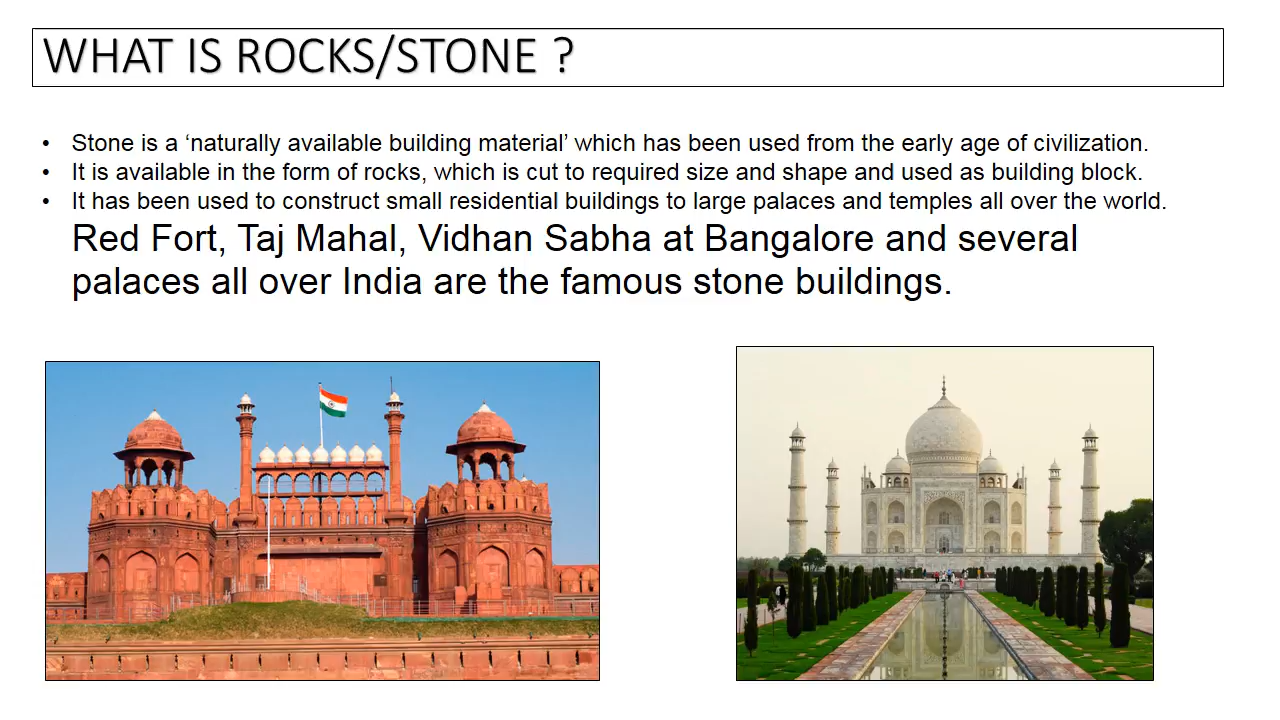 WHAT IS ROCKS/STONE ?
• Stone is a ‘naturally available building material’ which has been used from the early age of civilization.
• It is available in the form of rocks, which is cut to required size and shape and used as building block.
• It has been used to construct small residential buildings to large palaces and temples all over the world.
Red Fort, Taj Mahal, Vidhan Sabha at Bangalore and several
palaces all over India are the famous stone buildings.